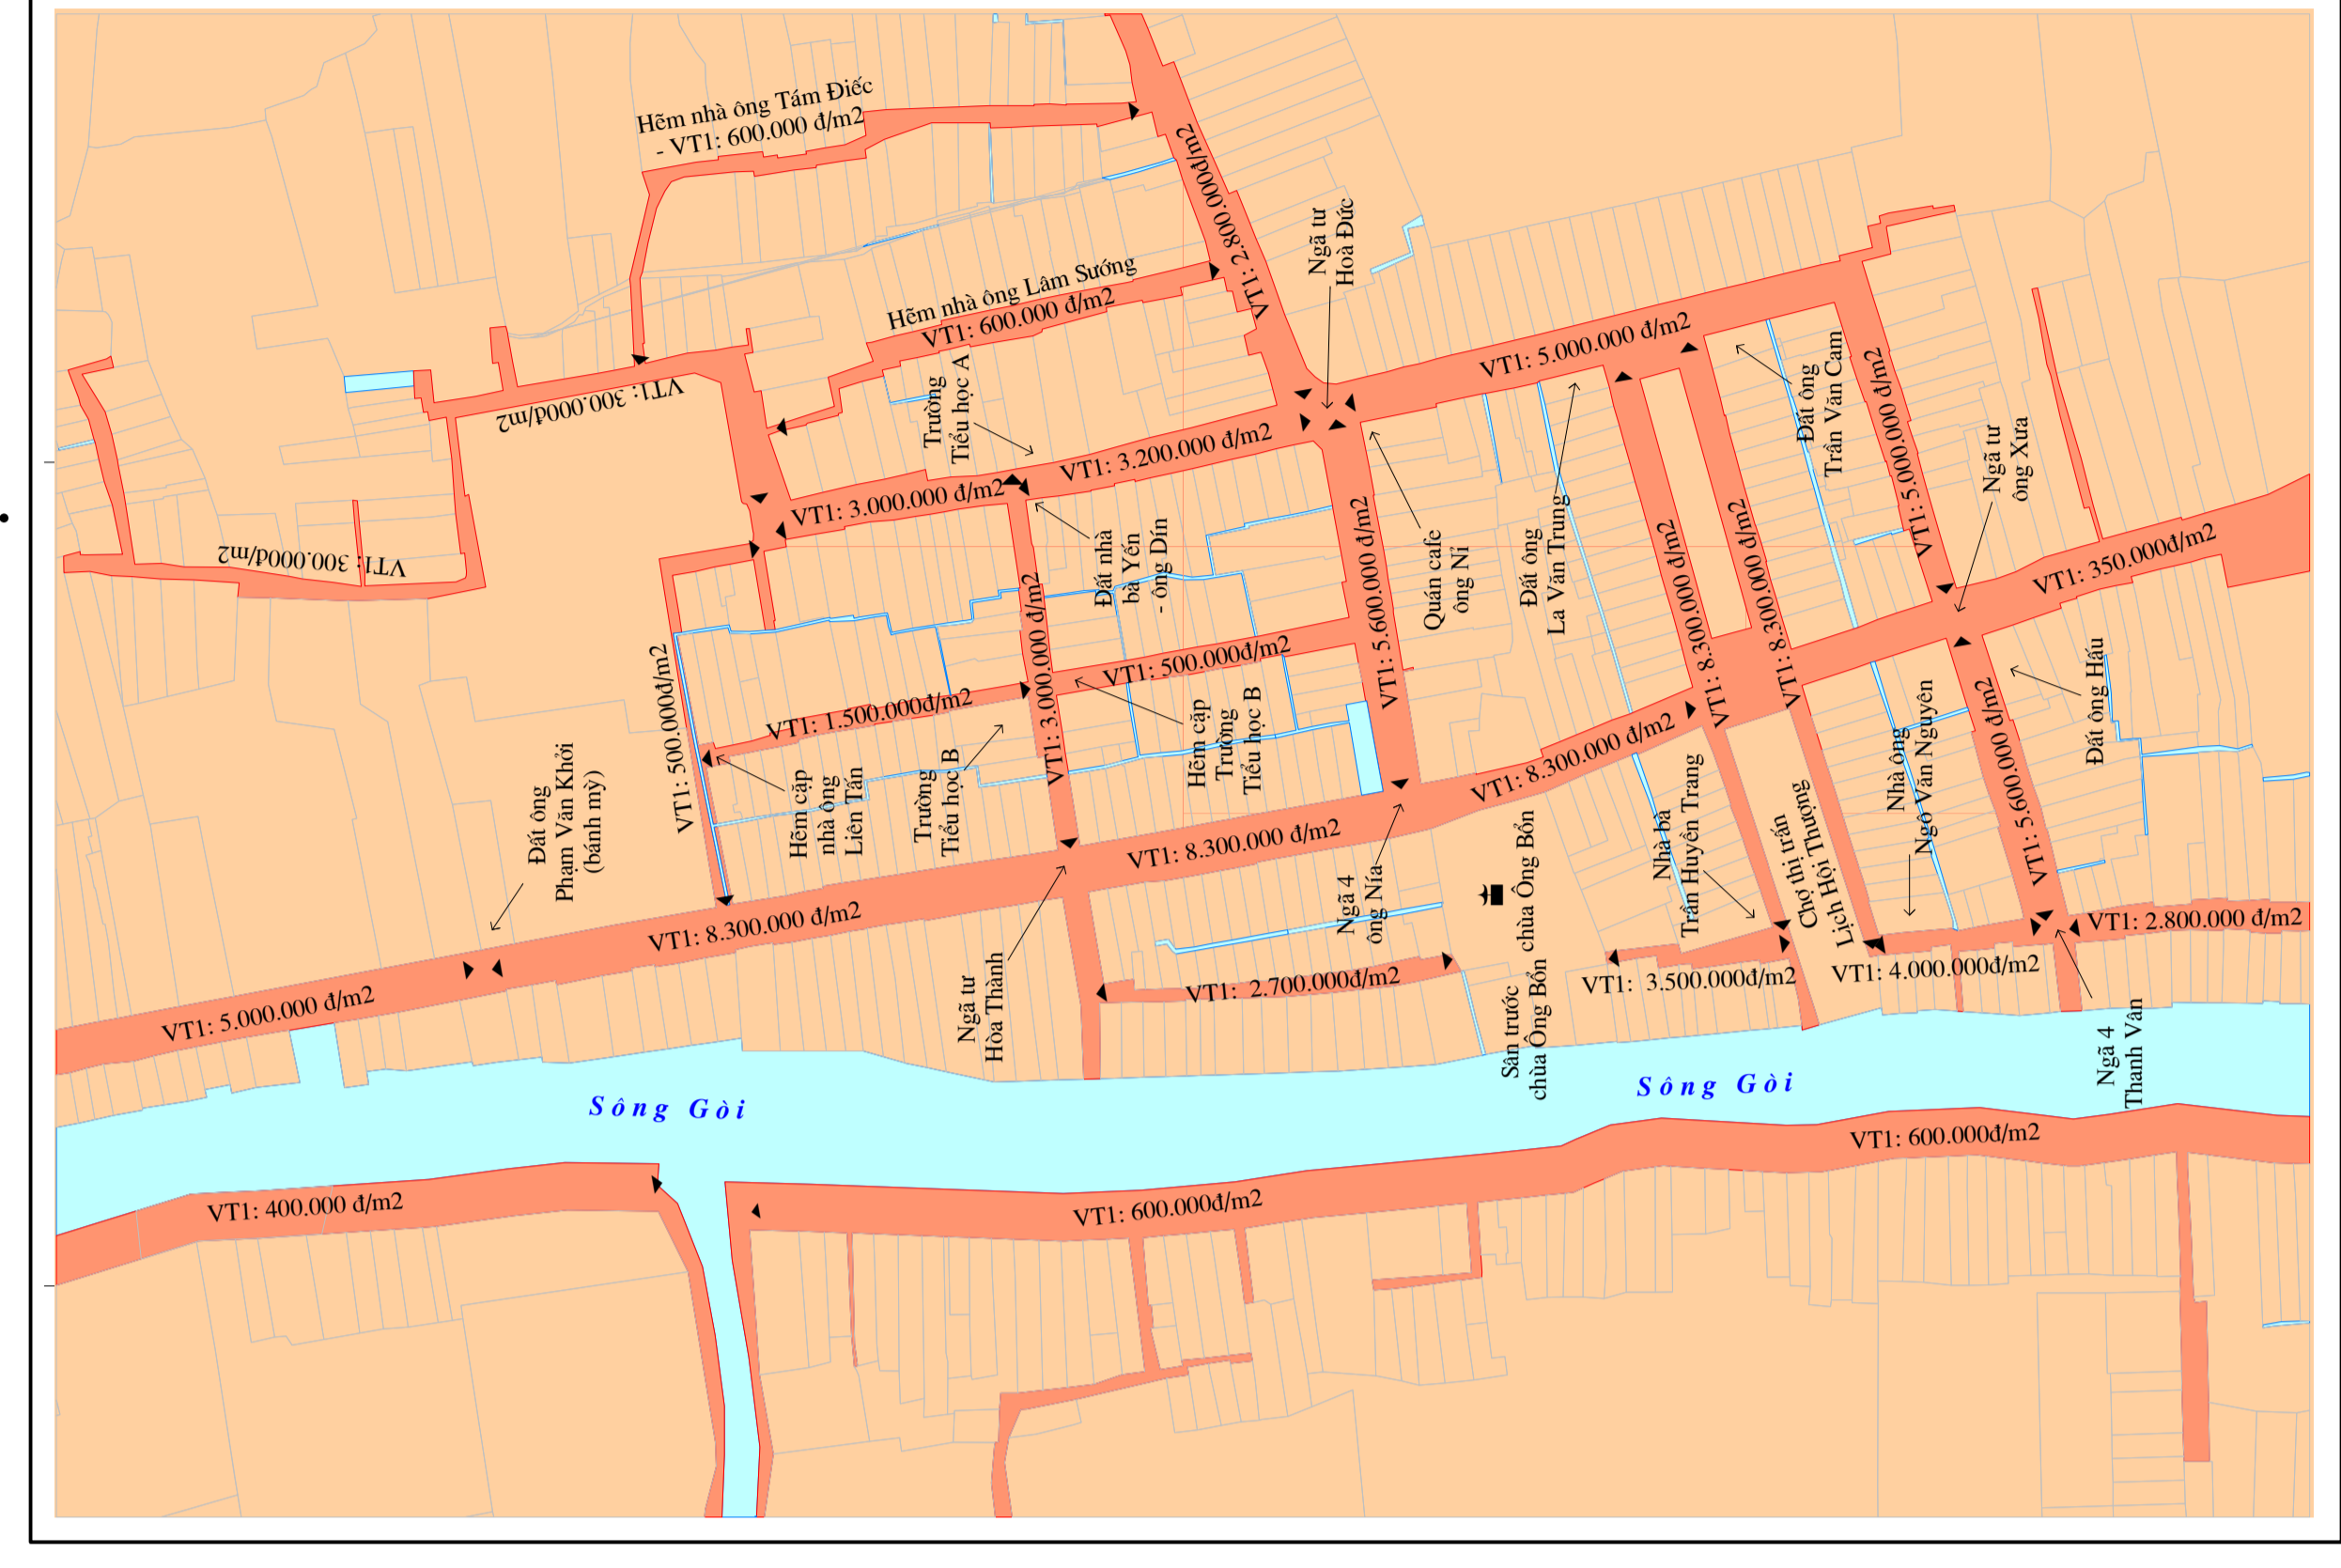 Hẽm nhà ông Tám Điếc
- VT1: 600.000 đ/m2
VT1: 2.800.000đ/m2
Ngã tư
Hoà Đức
Hẽm nhà ông Lâm Sướng
VT1: 600.000 đ/m2
VT1: 300.000đ/m2
Trường
Tiểu học A
VT1: 5.000.000 đ/m2
Đất ông
Trần Văn Cam
VT1: 5.000.000 đ/m2
Ngã tư
ông Xưa
VT1: 3.200.000 đ/m2
VT1: 3.000.000 đ/m2
VT1: 300.000đ/m2
Đất nhà
bà Yến
- ông Dín
VT1: 5.600.000 đ/m2
Quán cafe
ông Nỉ
Đất ông
La Văn Trung
VT1: 8.300.000 đ/m2
VT1: 8.300.000 đ/m2
VT1: 350.000đ/m2
VT1: 500.000đ/m2
VT1: 3.000.000 đ/m2
VT1: 500.000đ/m2
VT1: 1.500.000đ/m2
Hẽm cặp
Trường
Tiểu học B
Đất ông Hấu
VT1: 5.600.000 đ/m2
Nhà ông
Ngô Văn Nguyên
Đất ông
Phạm Văn Khởi
(bánh mỳ)
Hẽm cặp
nhà ông
Liên Tấn
Trường
Tiểu học B
VT1: 8.300.000 đ/m2
VT1: 8.300.000 đ/m2
Nhà bà
Trần Huyền Trang
Chợ thị trấn
Lịch Hội Thượng
VT1: 8.300.000 đ/m2
Ngã 4
ông Nía
chùa Ông Bổn
VT1: 2.800.000 đ/m2
VT1: 5.000.000 đ/m2
Ngã tư
Hòa Thành
VT1: 2.700.000đ/m2
Sân trước
chùa Ông Bổn
VT1: 3.500.000đ/m2
VT1: 4.000.000đ/m2
Ngã 4
Thanh Vân
Sông Gòi
Sông Gòi
VT1: 600.000đ/m2
VT1: 400.000 đ/m2
VT1: 600.000đ/m2